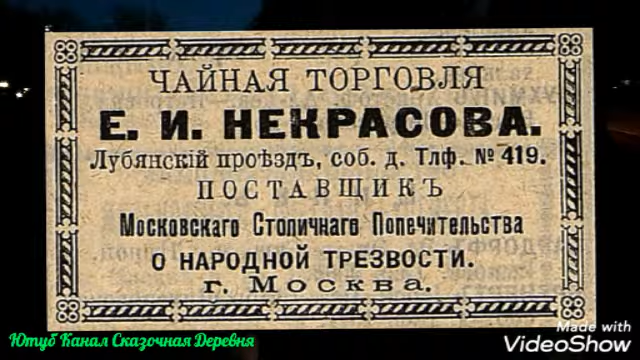 ЧАЙНАЯ ТОРГОВЛЯ
Е. И. НЕКРАСОВА.
Лубянскій проѣздъ, соб. д. Тлф. № 419.
ПОСТАВЩИКЪ
Московскаго Столичнаго Попечительства
О НАРОДНОЙ ТРЕЗВОСТИ.
г. Москва.
Ютуб Канал Сказочная Деревня
Made with
VideoShow